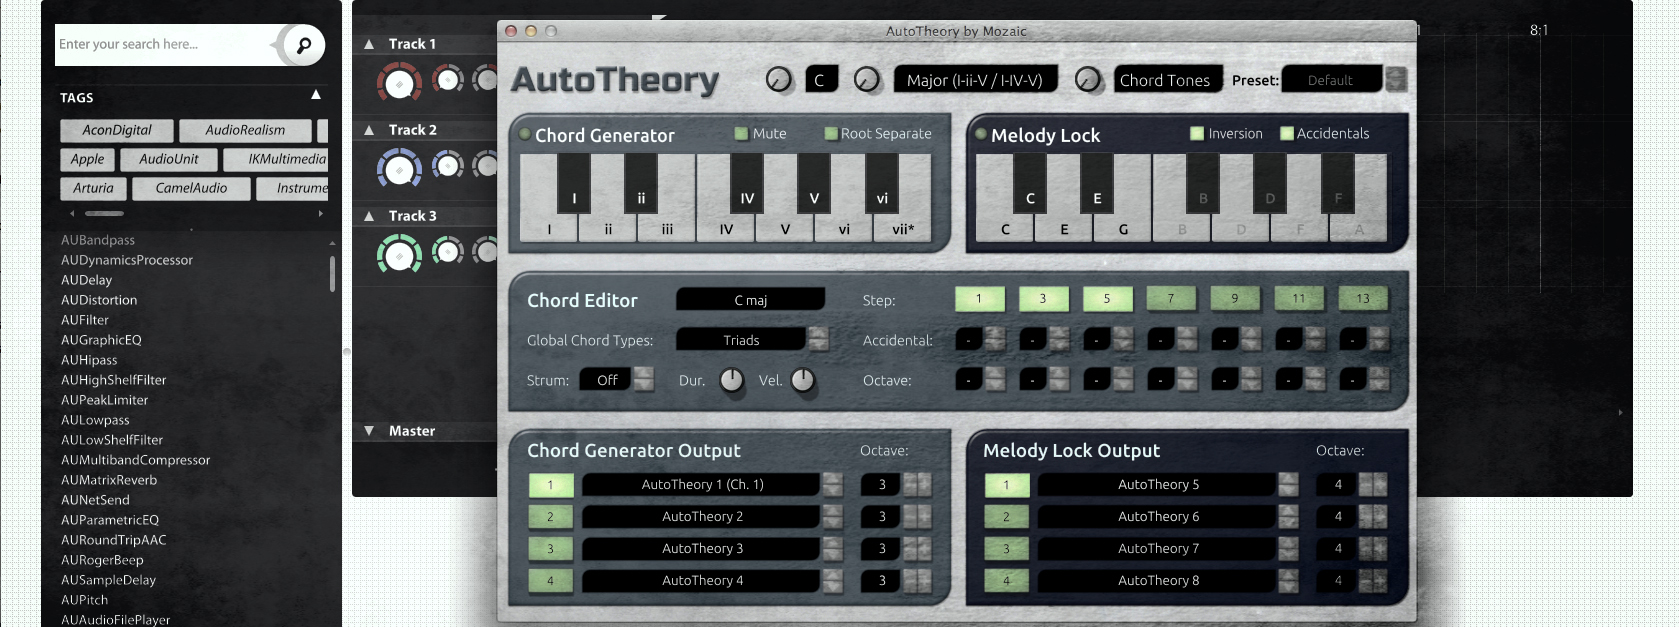 Enter your search here...
TAGS
AconDigital AudioRealism
Apple AudioUnit IKMultimedia
Arturia CamelAudio Instrume
AUBandpass
AUDynamicsProcessor
AUDelay
AUDistortion
AUFilter
AUGraphicEQ
AUHipass
AUHighShelfFilter
AUPeakLimiter
AULowpass
AULowShelfFilter
AUMultibandCompressor
AUMatrixReverb
AUNetSend
AUParametricEQ
AURoundTripAAC
AURogerBeep
AUSampleDelay
AUPitch
AUAudioFilePlayer
Track 1
Track 2
Track 3
Master
1 8:1
AutoTheory by Mozaic
AutoTheory C Major (I-ii-V / I-IV-V) Chord Tones Preset: Default
Chord Generator Mute Root Separate
I ii IV V vi
I ii iii IV V vi vii*
Melody Lock Inversion Accidentals
C E B D F
C E G B D F A
Chord Editor C maj Step: 1 3 5 7 9 11 13
Global Chord Types: Triads Accidental: - - - - - - -
Strum: Off Dur. Vel. Octave: - - - - - - -
Chord Generator Output Octave:
1 AutoTheory 1 (Ch. 1) 3
2 AutoTheory 2 3
3 AutoTheory 3 3
4 AutoTheory 4 3
Melody Lock Output Octave:
1 AutoTheory 5 4
2 AutoTheory 6 4
3 AutoTheory 7 4
4 AutoTheory 8 4